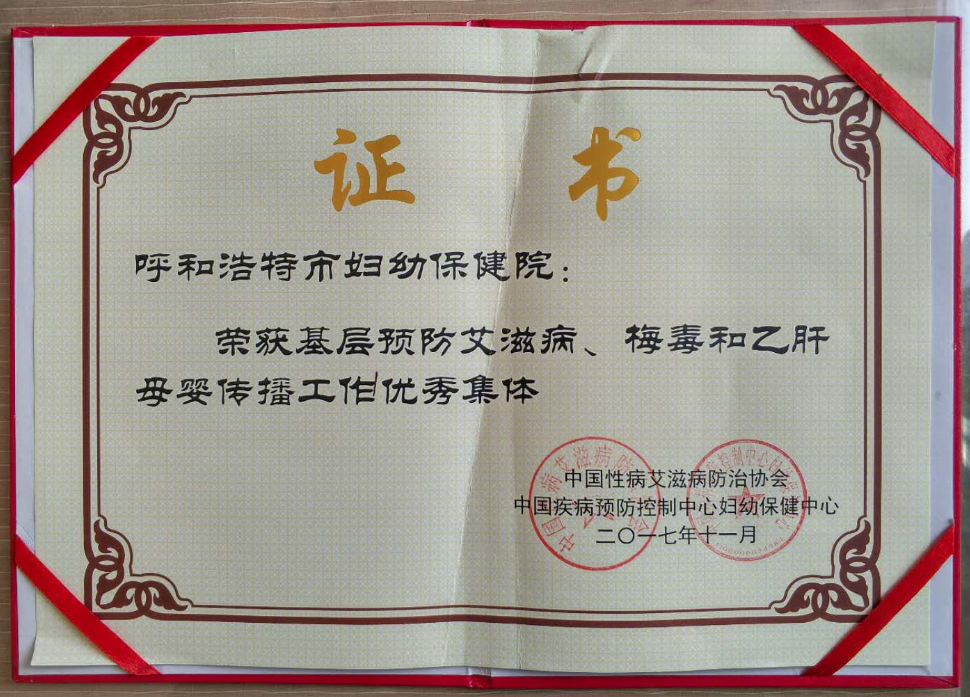 证书
呼和浩特市妇幼保健院：
荣获基层预防艾滋病、梅毒和乙肝
母婴传播工作优秀集体
中国性病艾滋病防治协会
中国疾病预防控制中心妇幼保健中心
二〇一七年十一月